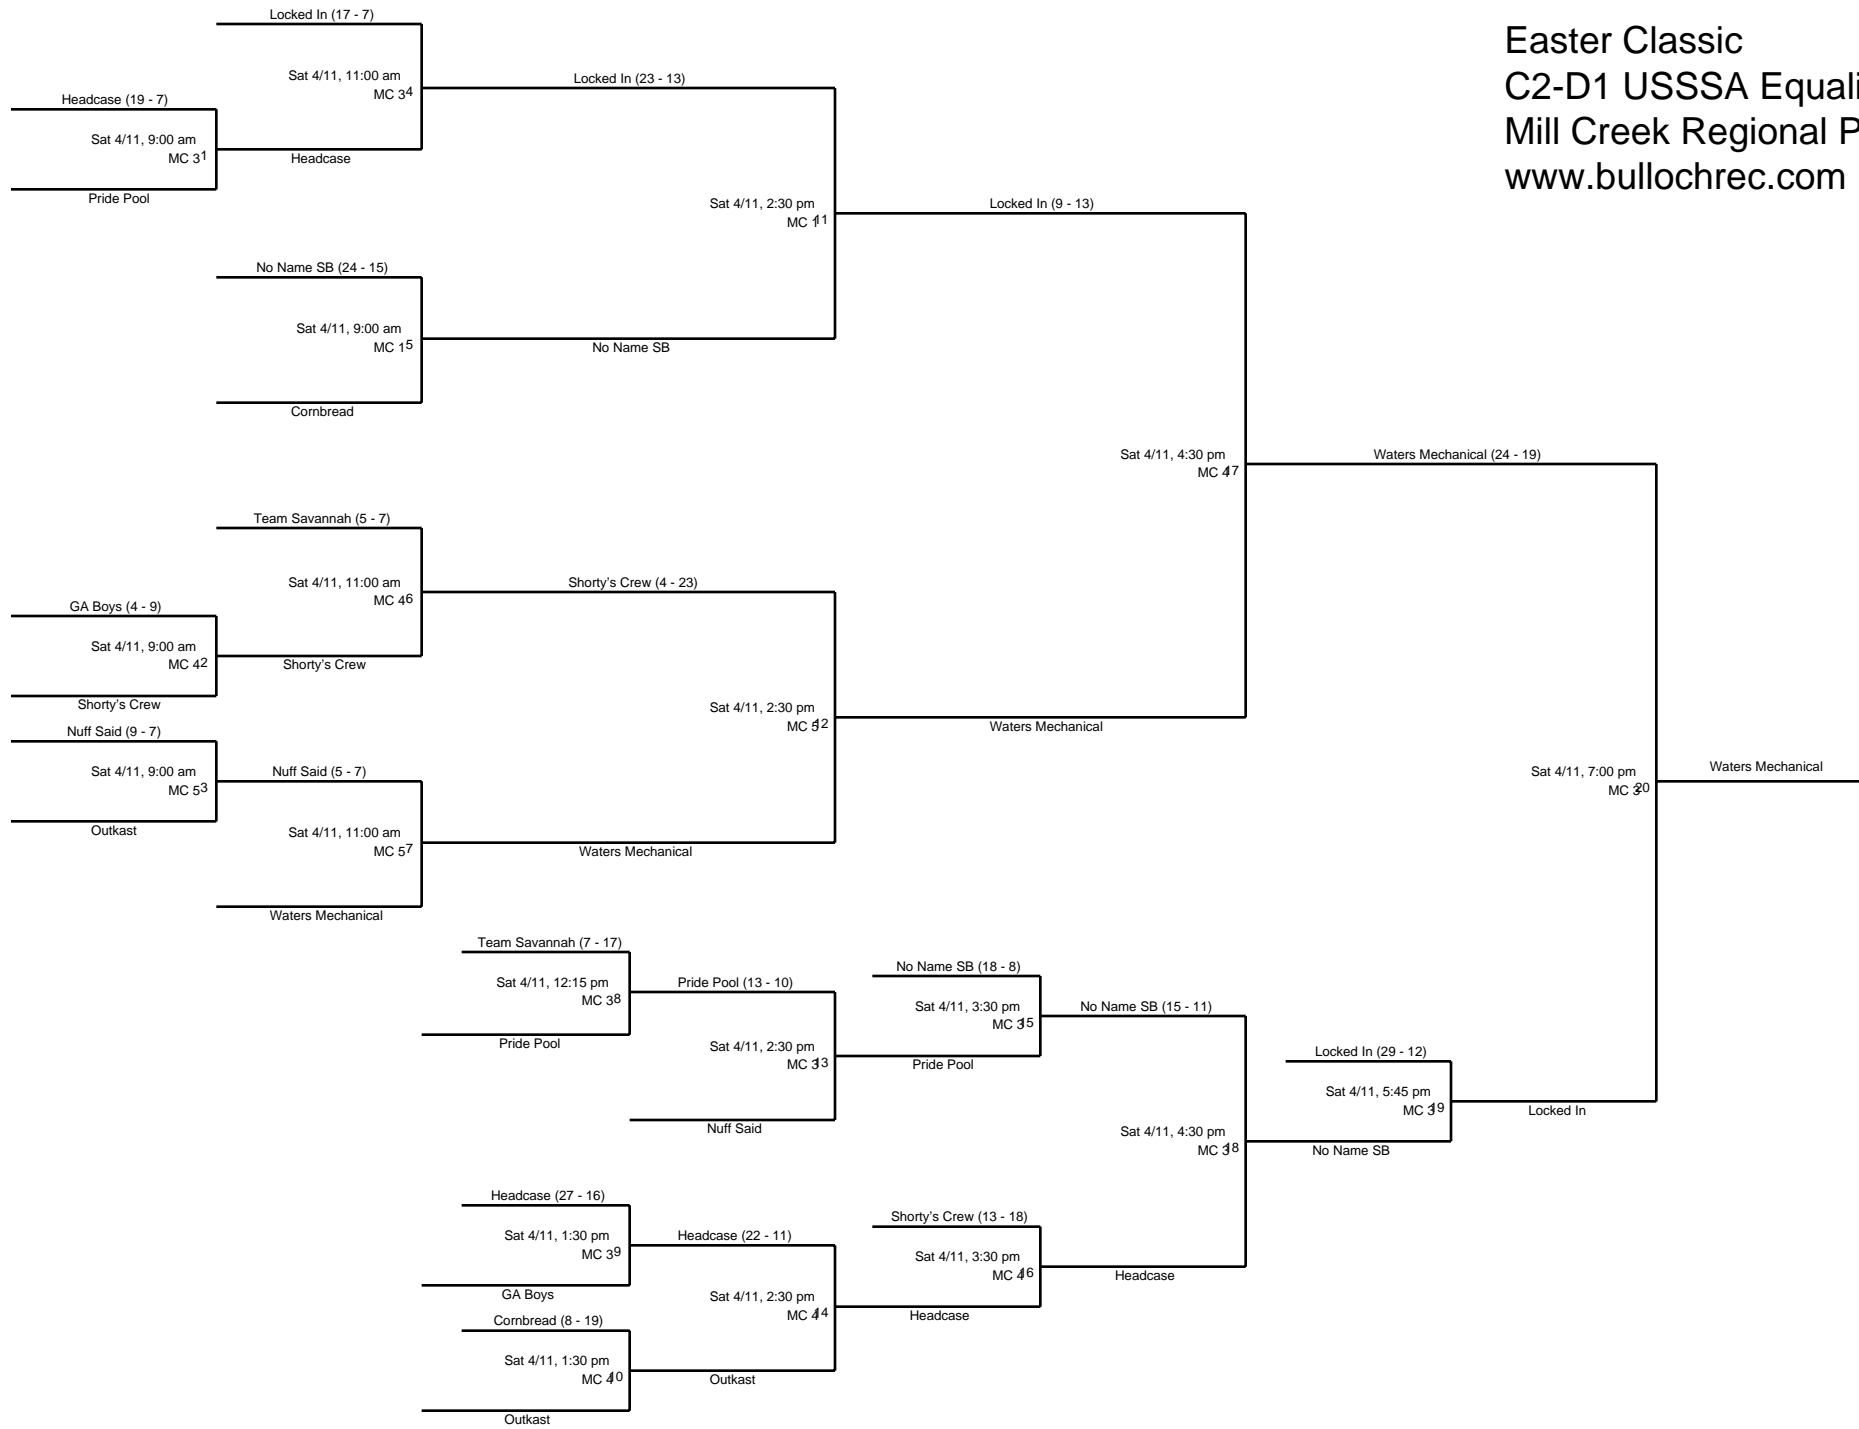 Easter Classic
C2-D1 USSSA Equali
Mill Creek Regional P
www.bullochrec.com
Locked In (17 - 7)
Sat 4/11, 11:00 am
MC 3 4
Headcase (19 - 7)
Sat 4/11, 9:00 am
MC 3 1
Pride Pool
Headcase
Locked In (23 - 13)
No Name SB (24 - 15)
Sat 4/11, 9:00 am
MC 1 5
Cornbread
No Name SB
Sat 4/11, 2:30 pm
MC 1 11
Locked In (9 - 13)
Team Savannah (5 - 7)
Sat 4/11, 11:00 am
MC 4 6
GA Boys (4 - 9)
Sat 4/11, 9:00 am
MC 4 2
Shorty's Crew
Shorty's Crew
Shorty's Crew (4 - 23)
Nuff Said (9 - 7)
Sat 4/11, 9:00 am
MC 5 3
Outkast
Nuff Said (5 - 7)
Sat 4/11, 11:00 am
MC 5 7
Waters Mechanical
Waters Mechanical
Sat 4/11, 2:30 pm
MC 5 12
Waters Mechanical
Sat 4/11, 4:30 pm
MC 4 17
Waters Mechanical (24 - 19)
Team Savannah (7 - 17)
Sat 4/11, 12:15 pm
MC 3 8
Pride Pool
Pride Pool (13 - 10)
Sat 4/11, 2:30 pm
MC 3 13
Nuff Said
No Name SB (18 - 8)
Sat 4/11, 3:30 pm
MC 3 15
Pride Pool
No Name SB (15 - 11)
Headcase (27 - 16)
Sat 4/11, 1:30 pm
MC 3 9
GA Boys
Headcase (22 - 11)
Cornbread (8 - 19)
Sat 4/11, 1:30 pm
MC 4 10
Outkast
Outkast
Sat 4/11, 2:30 pm
MC 4 14
Shorty's Crew (13 - 18)
Sat 4/11, 3:30 pm
MC 4 16
Headcase
Headcase
Sat 4/11, 4:30 pm
MC 3 18
Locked In (29 - 12)
Sat 4/11, 5:45 pm
MC 3 19
No Name SB
Locked In
Sat 4/11, 7:00 pm
MC 3 20
Waters Mechanical